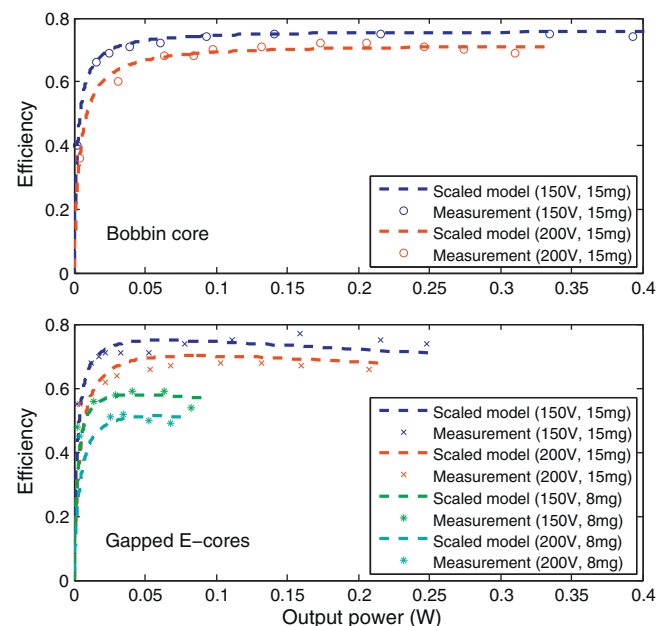 0.8
0.6
0.4
0.2
0
Efficiency
Bobbin core
Scaled model (150V, 15mg)
Measurement (150V, 15mg)
Scaled model (200V, 15mg)
Measurement (200V, 15mg)
0 0.05 0.1 0.15 0.2 0.25 0.3 0.35 0.4
0.8
0.6
0.4
0.2
0
Efficiency
Gapped E−cores
Scaled model (150V, 15mg)
Measurement (150V, 15mg)
Scaled model (200V, 15mg)
Measurement (200V, 15mg)
Scaled model (150V, 8mg)
Measurement (150V, 8mg)
Scaled model (200V, 8mg)
Measurement (200V, 8mg)
0 0.05 0.1 0.15 0.2 0.25 0.3 0.35 0.4
Output power (W)